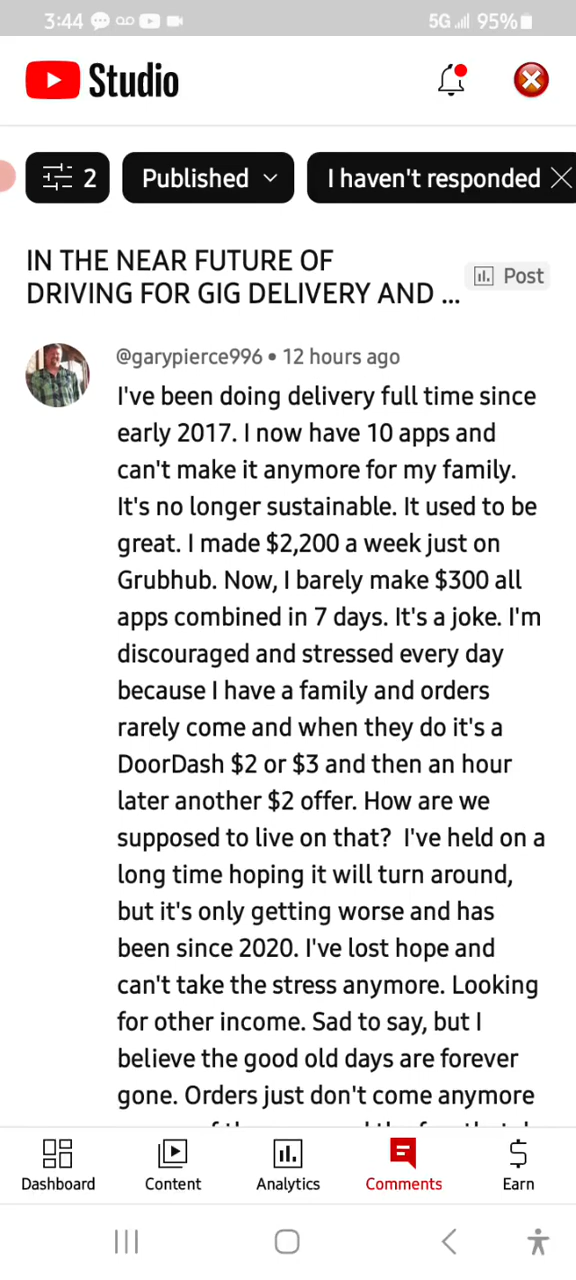 3:44
5G 95%
Studio
2 Published I haven't responded
IN THE NEAR FUTURE OF
DRIVING FOR GIG DELIVERY AND ...
Post
@garypierce996 • 12 hours ago
I've been doing delivery full time since
early 2017. I now have 10 apps and
can't make it anymore for my family.
It's no longer sustainable. It used to be
great. I made $2,200 a week just on
Grubhub. Now, I barely make $300 all
apps combined in 7 days. It's a joke. I'm
discouraged and stressed every day
because I have a family and orders
rarely come and when they do it's a
DoorDash $2 or $3 and then an hour
later another $2 offer. How are we
supposed to live on that?  I've held on a
long time hoping it will turn around,
but it's only getting worse and has
been since 2020. I've lost hope and
can't take the stress anymore. Looking
for other income. Sad to say, but I
believe the good old days are forever
gone. Orders just don't come anymore
Dashboard Content Analytics Comments Earn